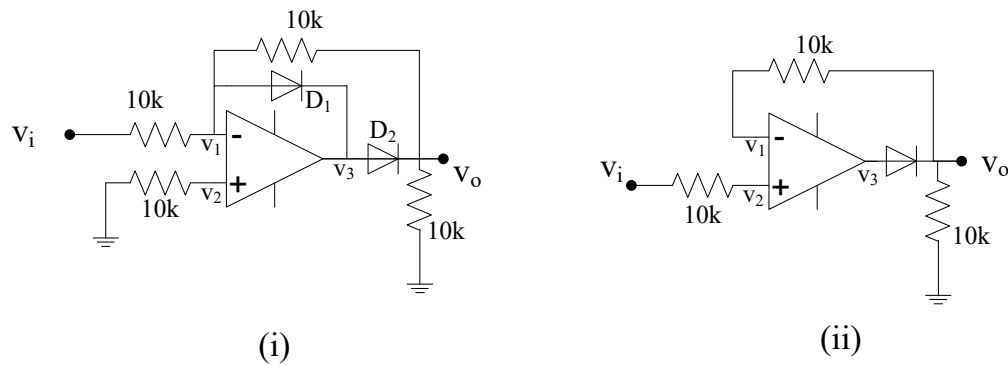 10k
D₁
10k
vᵢ
v₁
-
D₂
v₃
vₒ
+
v₂
10k
10k
(i)
10k
v₁
-
vᵢ
v₂
+
10k
v₃
vₒ
10k
(ii)